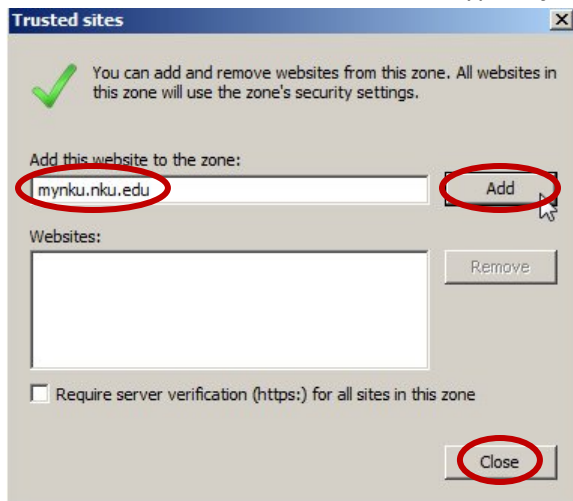 Trusted sites
You can add and remove websites from this zone. All websites in
this zone will use the zone's security settings.
Add this website to the zone:
mynku.nku.edu
Add
Websites:
Remove
Require server verification (https:) for all sites in this zone
Close